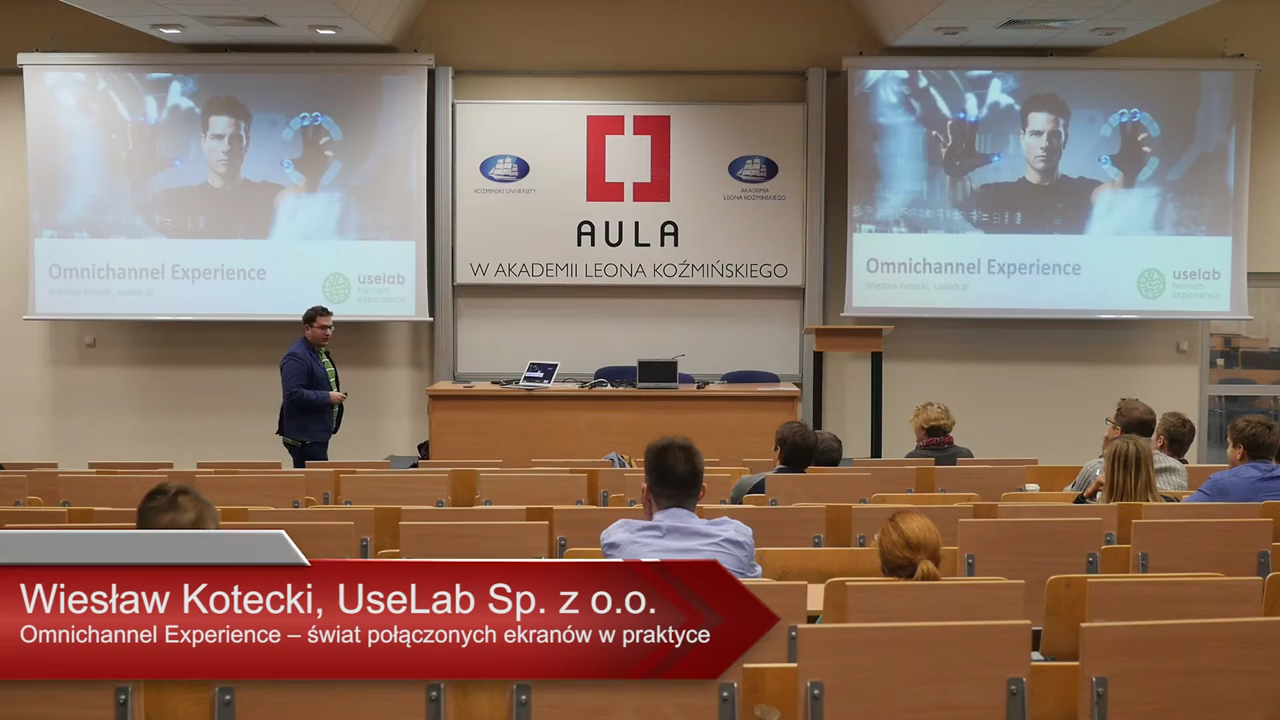 Omnichannel Experience
Wiesław Kotecki, uselab.pl
uselab
human
experience
KOZMINSKI UNIVERSITY
AKADEMIA
LEONA KOŹMIŃSKIEGO
AULA
W AKADEMII LEONA KOŹMIŃSKIEGO
Omnichannel Experience
Wiesław Kotecki, uselab.pl
uselab
human
experience
Wiesław Kotecki, UseLab Sp. z o.o.
Omnichannel Experience – świat połączonych ekranów w praktyce